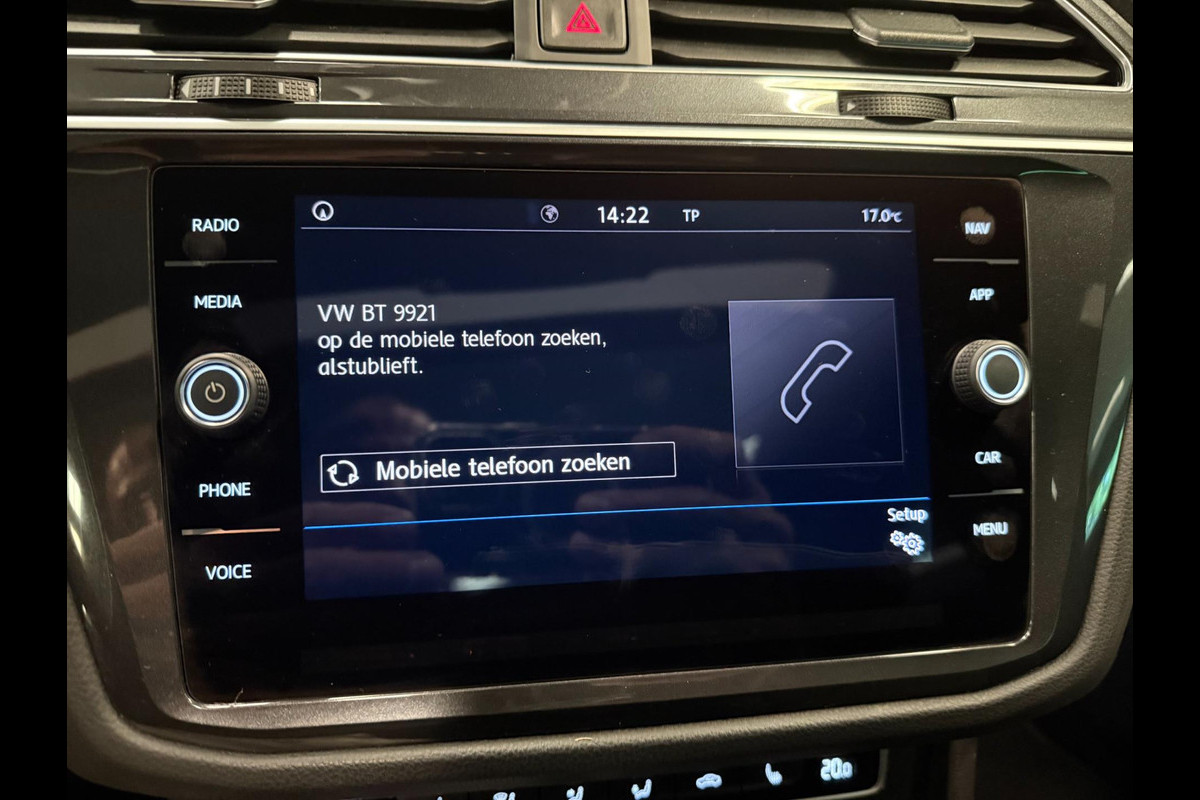 14:22 TP 17.0°C
RADIO
MEDIA
PHONE
VOICE
VW BT 9921
op de mobiele telefoon zoeken,
alstublieft.
Mobiele telefoon zoeken
Setup
NAV
APP
CAR
MENU
20.0